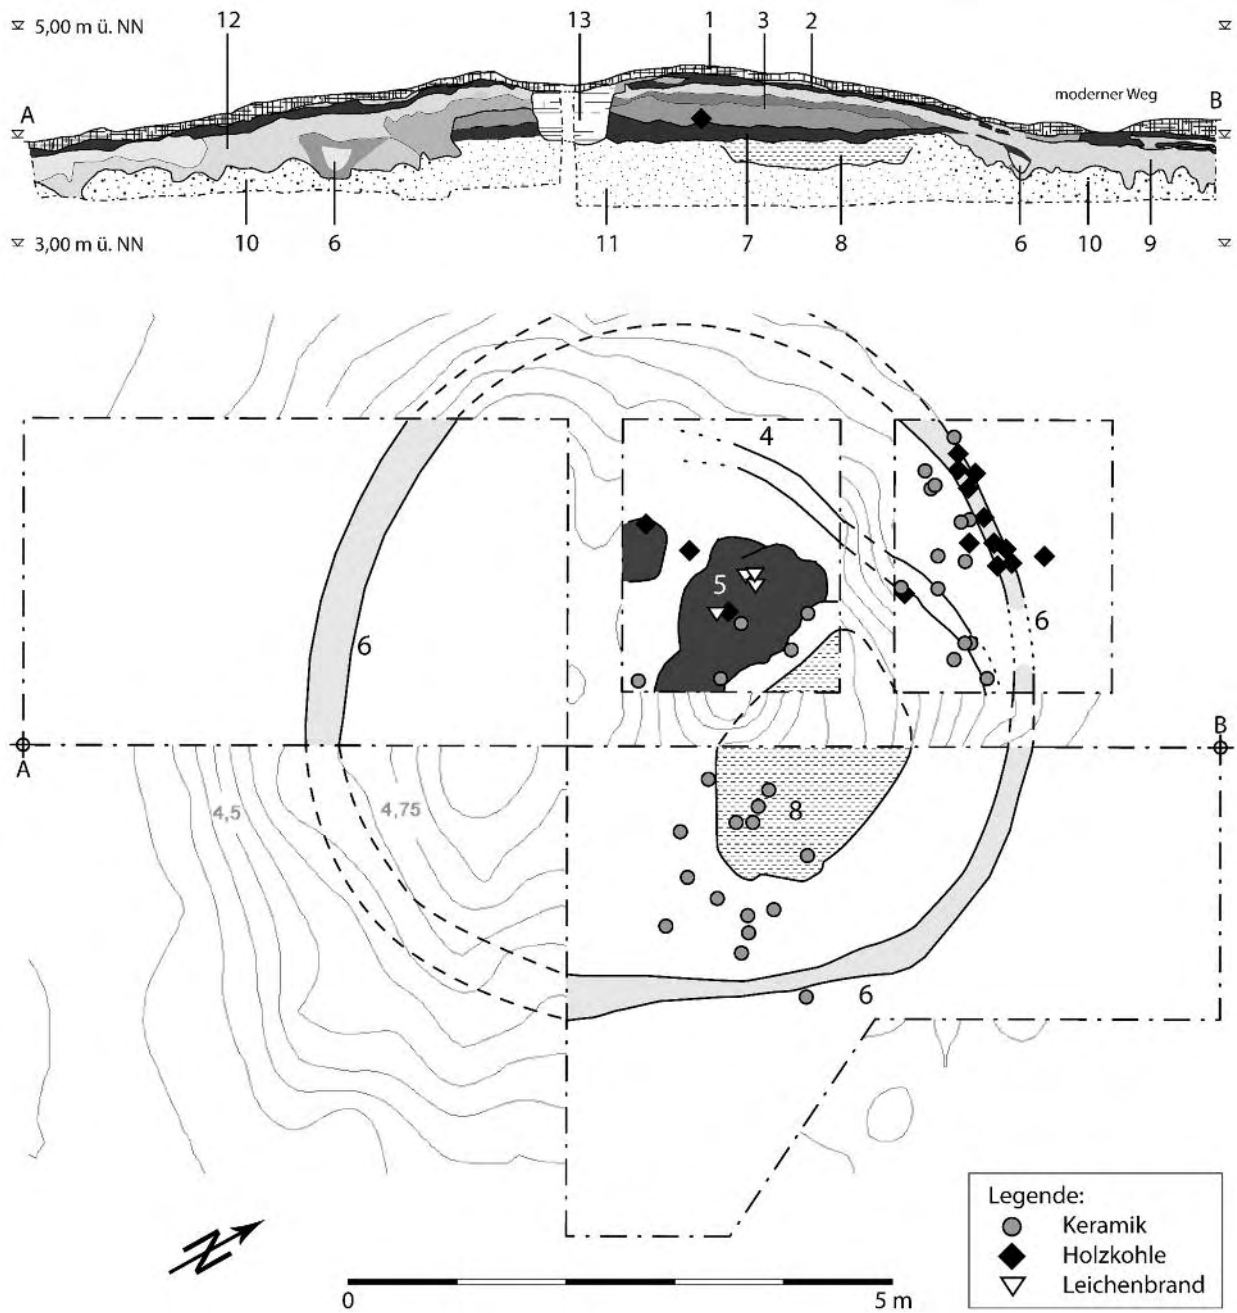 5,00 m ü. NN 12 13 1 3 2
moderner Weg
A B
3,00 m ü. NN 10 6 11 7 8 6 10 9
4
5
6 6
A B
4,5 4,75 8
6
N
Legende:
Keramik
Holzkohle
Leichenbrand
0 5 m